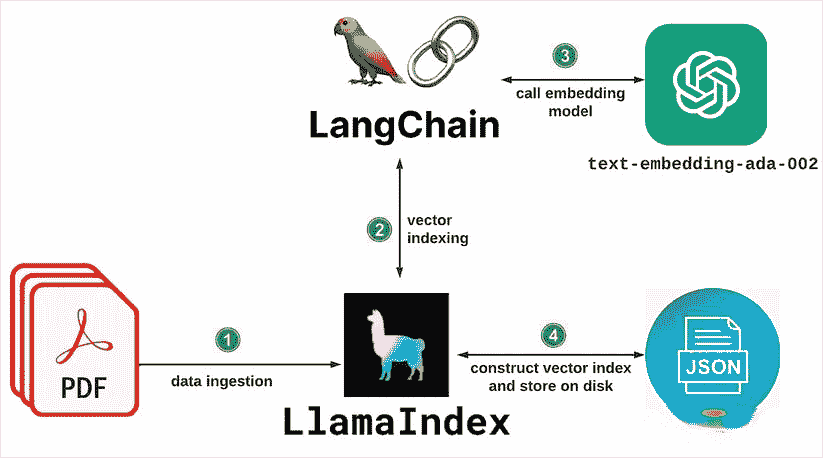 3
call embedding
model
LangChain
text-embedding-ada-002
2
vector
indexing
1
data ingestion
PDF
LlamaIndex
4
construct vector index
and store on disk
JSON